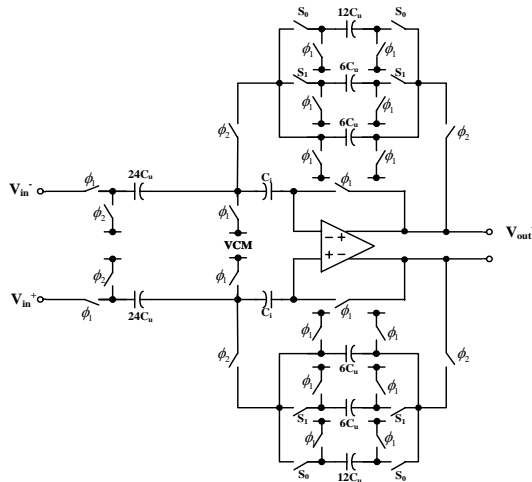 S₀ 12Cᵤ S₀
ϕ₁ ϕ₁
S₁ 6Cᵤ S₁
ϕ₁ ϕ₁
6Cᵤ
ϕ₂ ϕ₁ ϕ₁ ϕ₂
Vin⁻ ϕ₁ 24Cᵤ Cᵢ ϕ₁
ϕ₂ ϕ₁
− + Vout
VCM
+ −
ϕ₂ ϕ₁
Vin⁺ ϕ₁ 24Cᵤ Cᵢ ϕ₁
ϕ₁ ϕ₁
ϕ₂ 6Cᵤ ϕ₂
ϕ₁ ϕ₁
S₁ 6Cᵤ S₁
ϕ₁ ϕ₁
S₀ 12Cᵤ S₀